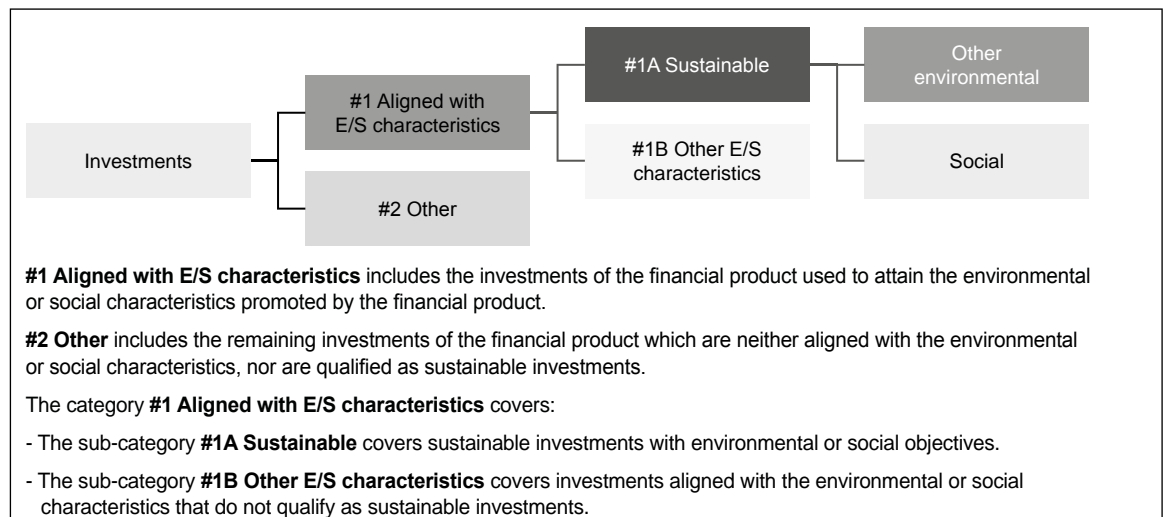 #1A Sustainable
Other
environmental
#1 Aligned with
E/S characteristics
Investments
#1B Other E/S
characteristics
Social
#2 Other
#1 Aligned with E/S characteristics includes the investments of the financial product used to attain the environmental
or social characteristics promoted by the financial product.
#2 Other includes the remaining investments of the financial product which are neither aligned with the environmental
or social characteristics, nor are qualified as sustainable investments.
The category #1 Aligned with E/S characteristics covers:
- The sub-category #1A Sustainable covers sustainable investments with environmental or social objectives.
- The sub-category #1B Other E/S characteristics covers investments aligned with the environmental or social
characteristics that do not qualify as sustainable investments.